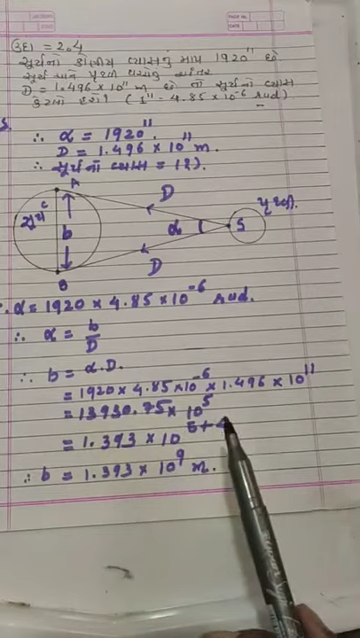 ઉદા = 2.4
સૂર્યના કોણીય વ્યાસનું માપ 1920" છે.
સૂર્ય અને પૃથ્વી વચ્ચેનું અંતર
D = 1.496 × 10¹¹ m છે તો સૂર્યનો વ્યાસ
કેટલો હશે? (1" = 4.85 × 10⁻⁶ rad)
∴ α = 1920".
D = 1.496 × 10¹¹ m.
∴ સૂર્યનો વ્યાસ = (?).
A
D
સૂર્ય
C
b
α
S
પૃથ્વી.
D
B
∴ α = 1920 × 4.85 × 10⁻⁶ rad.
∴ α = b/D
∴ b = α.D.
= 1920 × 4.85 × 10⁻⁶ × 1.496 × 10¹¹
= 13930.75 × 10⁵
= 1.393 × 10⁵⁺⁴
∴ b = 1.393 × 10⁹ m.